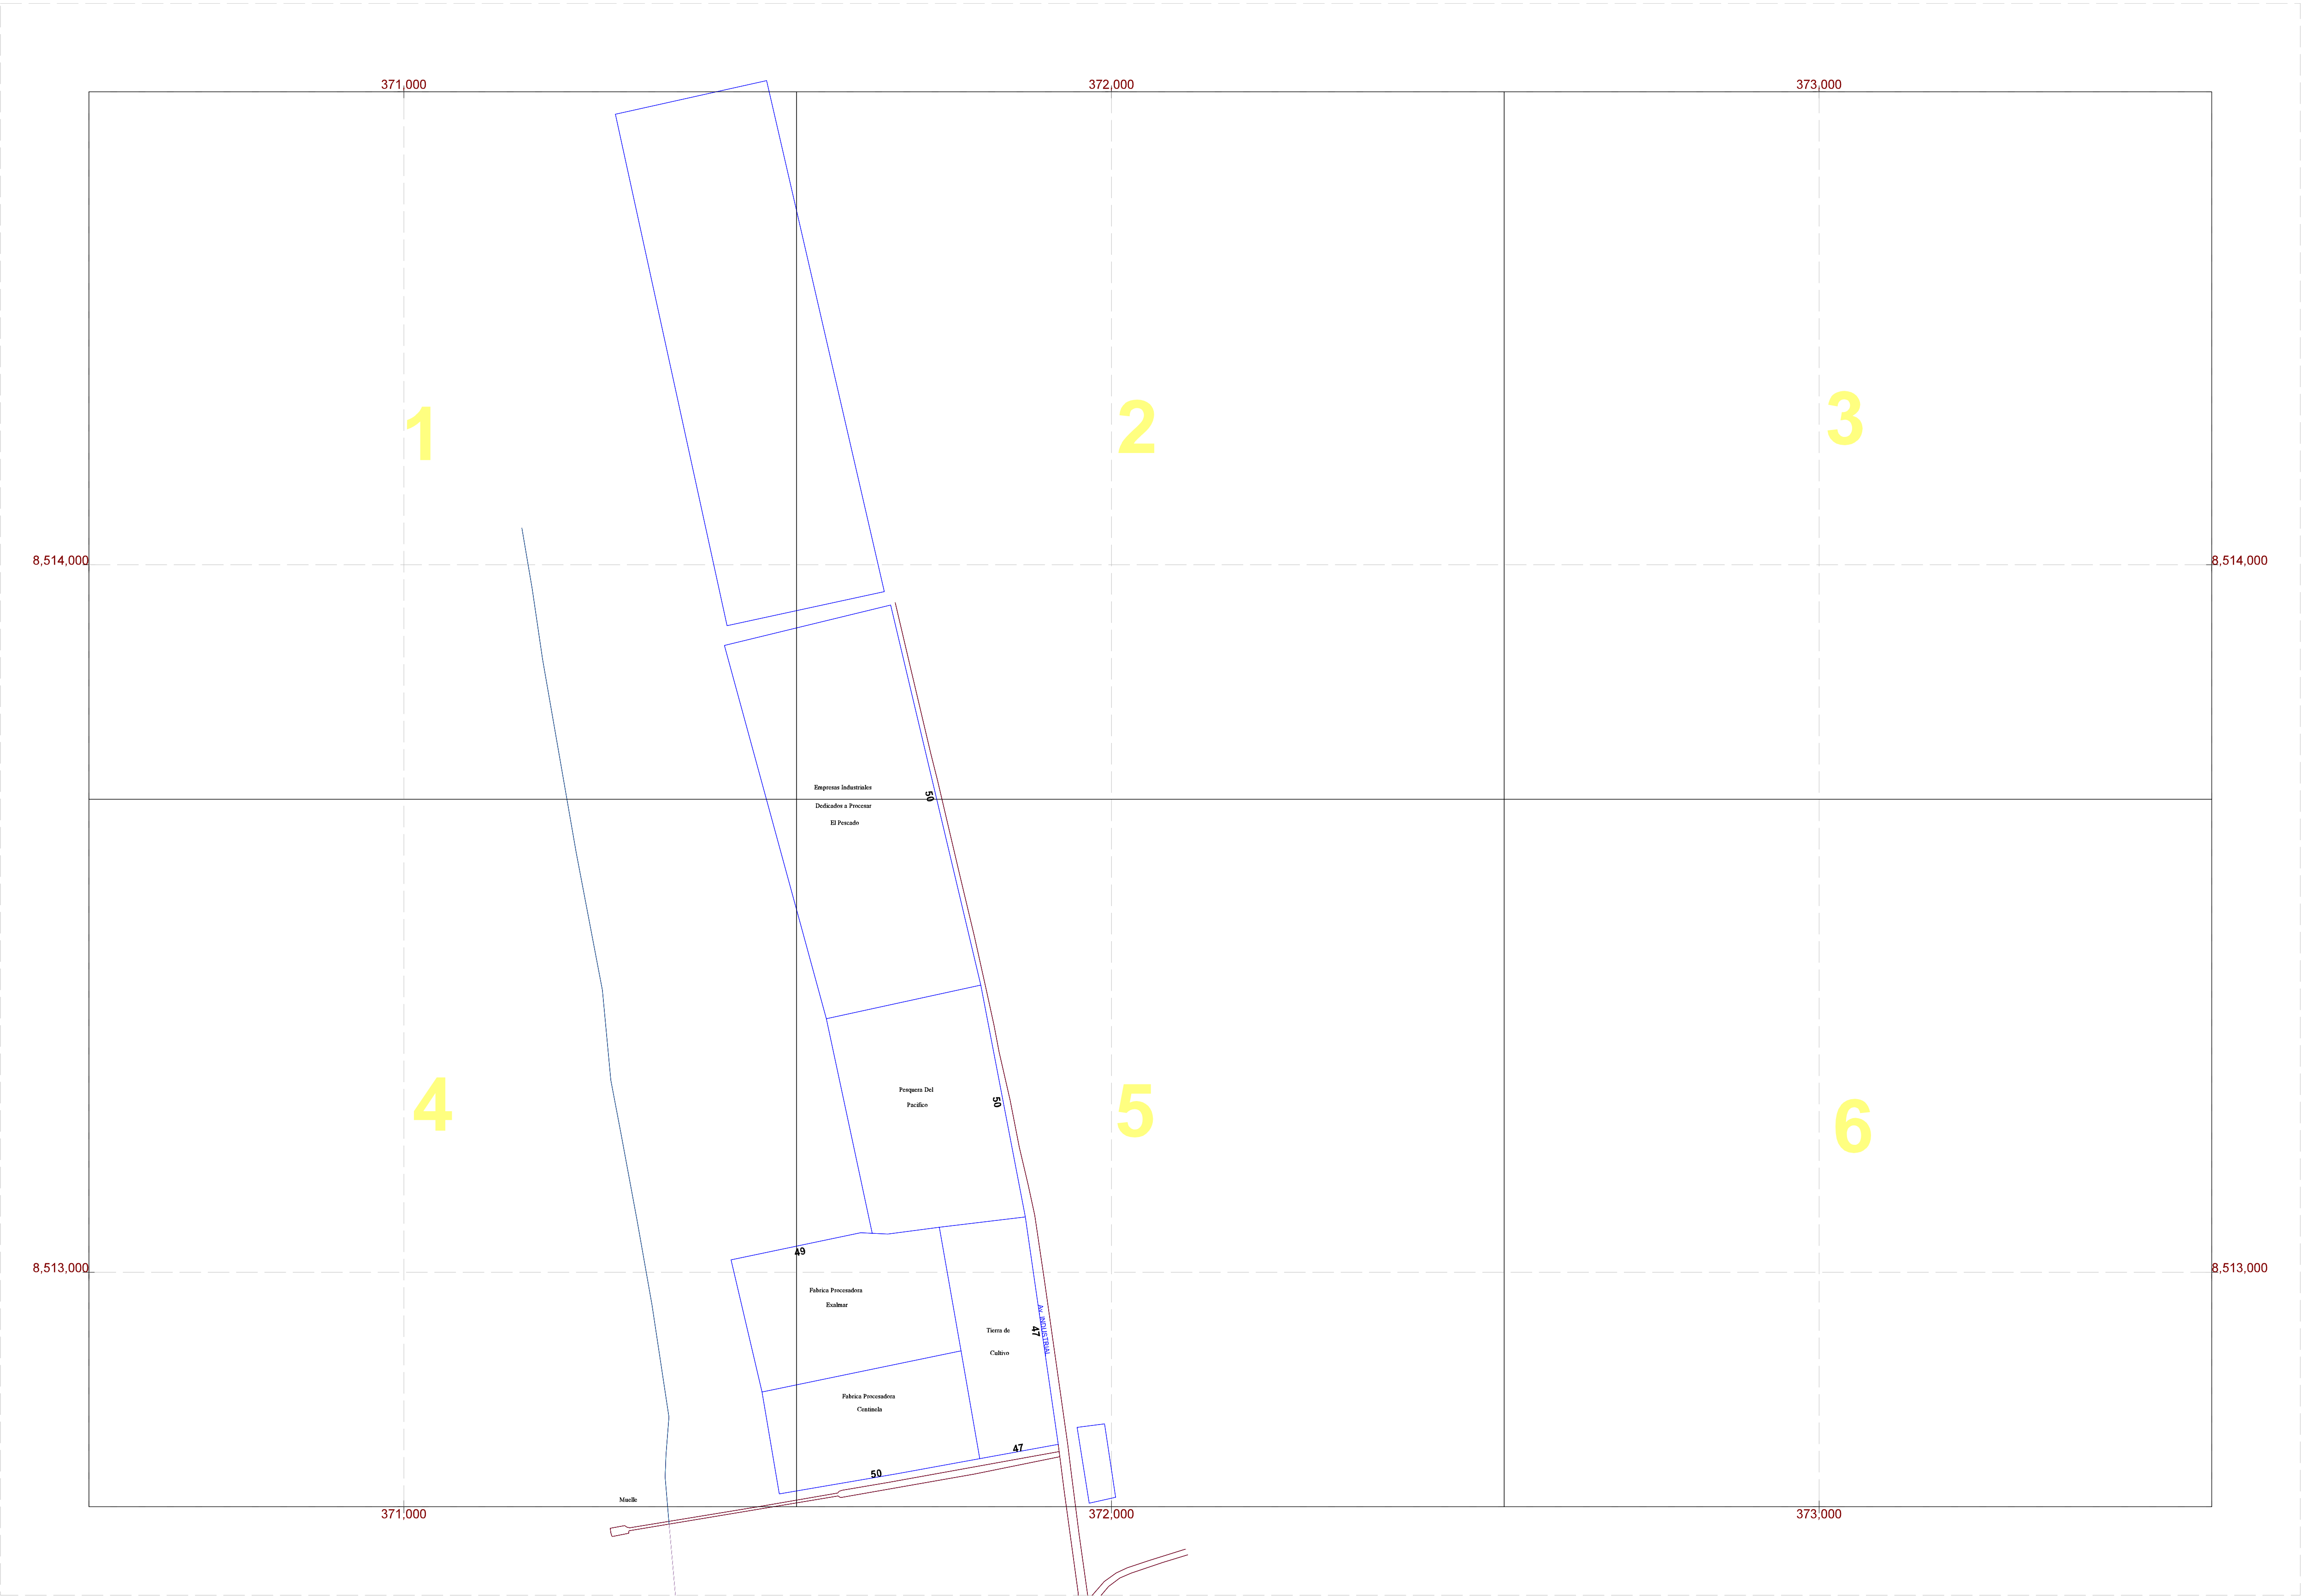 371,000
372,000
373,000
1
2
3
8,514,000
8,514,000
Empresas Industriales
Dedicados a Procesar
El Pescado
50
4
5
6
Pesquera Del
Pacifico
50
49
8,513,000
8,513,000
Fabrica Procesadora
Exalmar
Tierra de
Cultivo
47
Av. INDUSTRIAL
Fabrica Procesadora
Centinela
47
50
Muelle
371,000
372,000
373,000